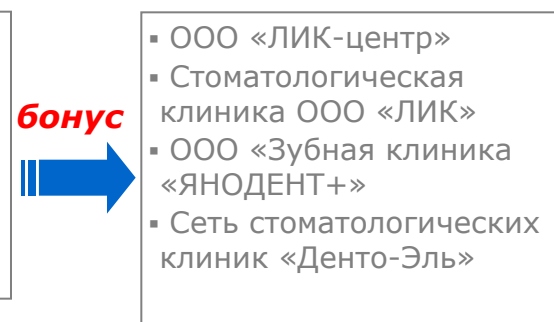 бонус
▪ ООО «ЛИК-центр»
▪ Стоматологическая
клиника ООО «ЛИК»
▪ ООО «Зубная клиника
«ЯНОДЕНТ+»
▪ Сеть стоматологических
клиник «Денто-Эль»